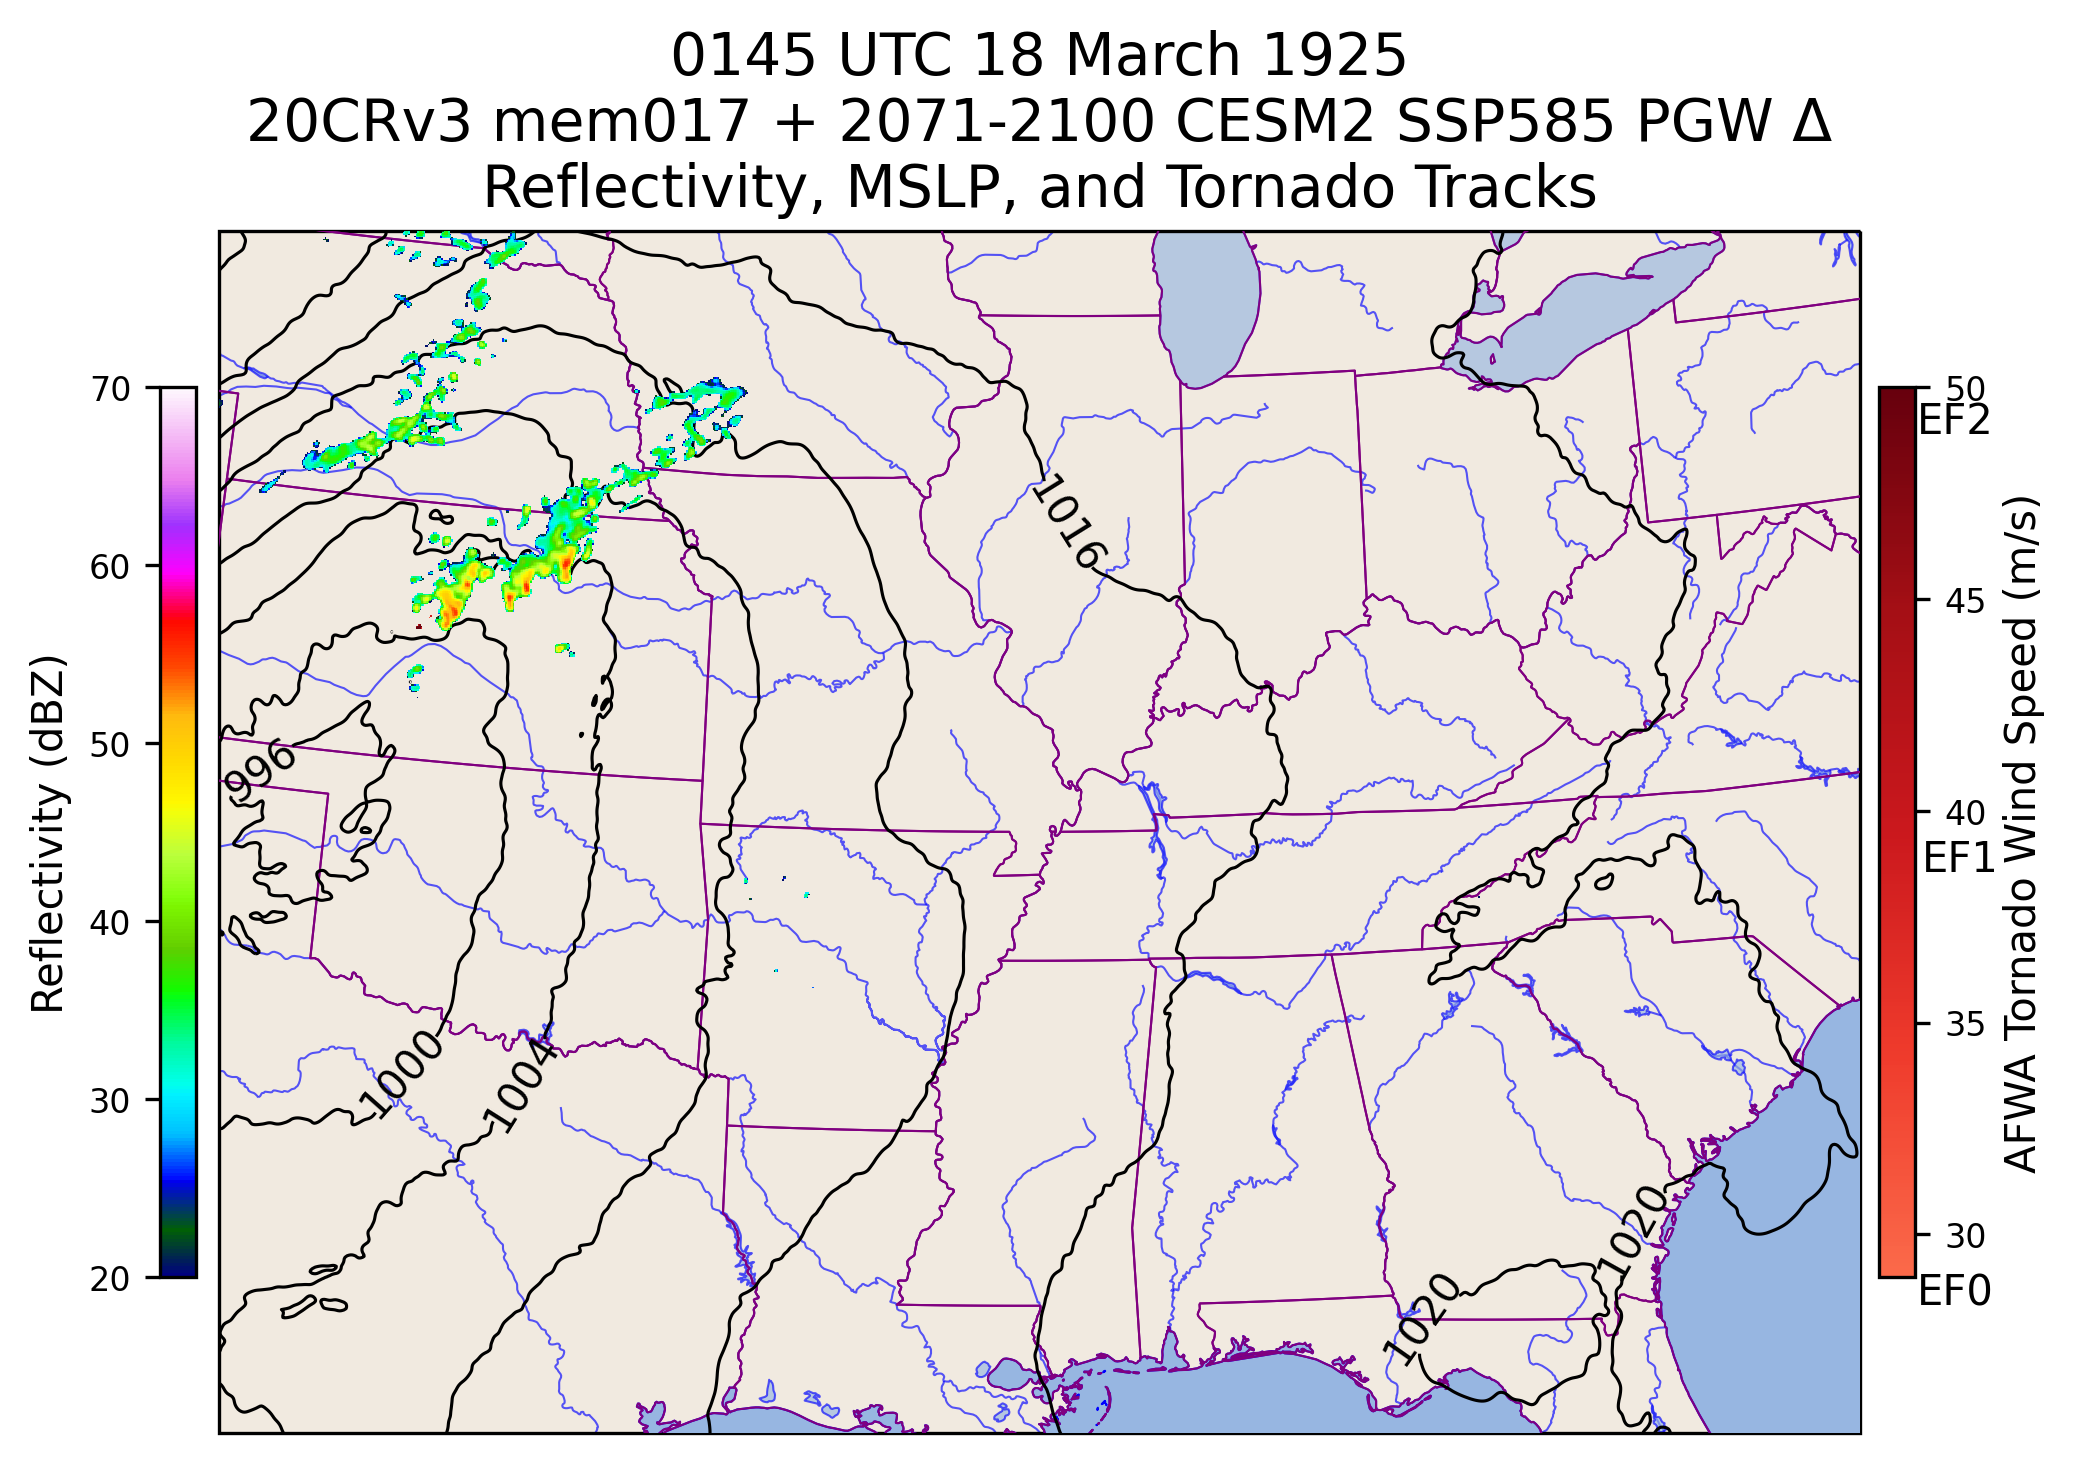 0145 UTC 18 March 1925
20CRv3 mem017 + 2071-2100 CESM2 SSP585 PGW Δ
Reflectivity, MSLP, and Tornado Tracks
70
60
50
40
30
20
Reflectivity (dBZ)
1016
996
1000
1004
1020
1020
50
EF2
45
40
EF1
35
30
EF0
AFWA Tornado Wind Speed (m/s)